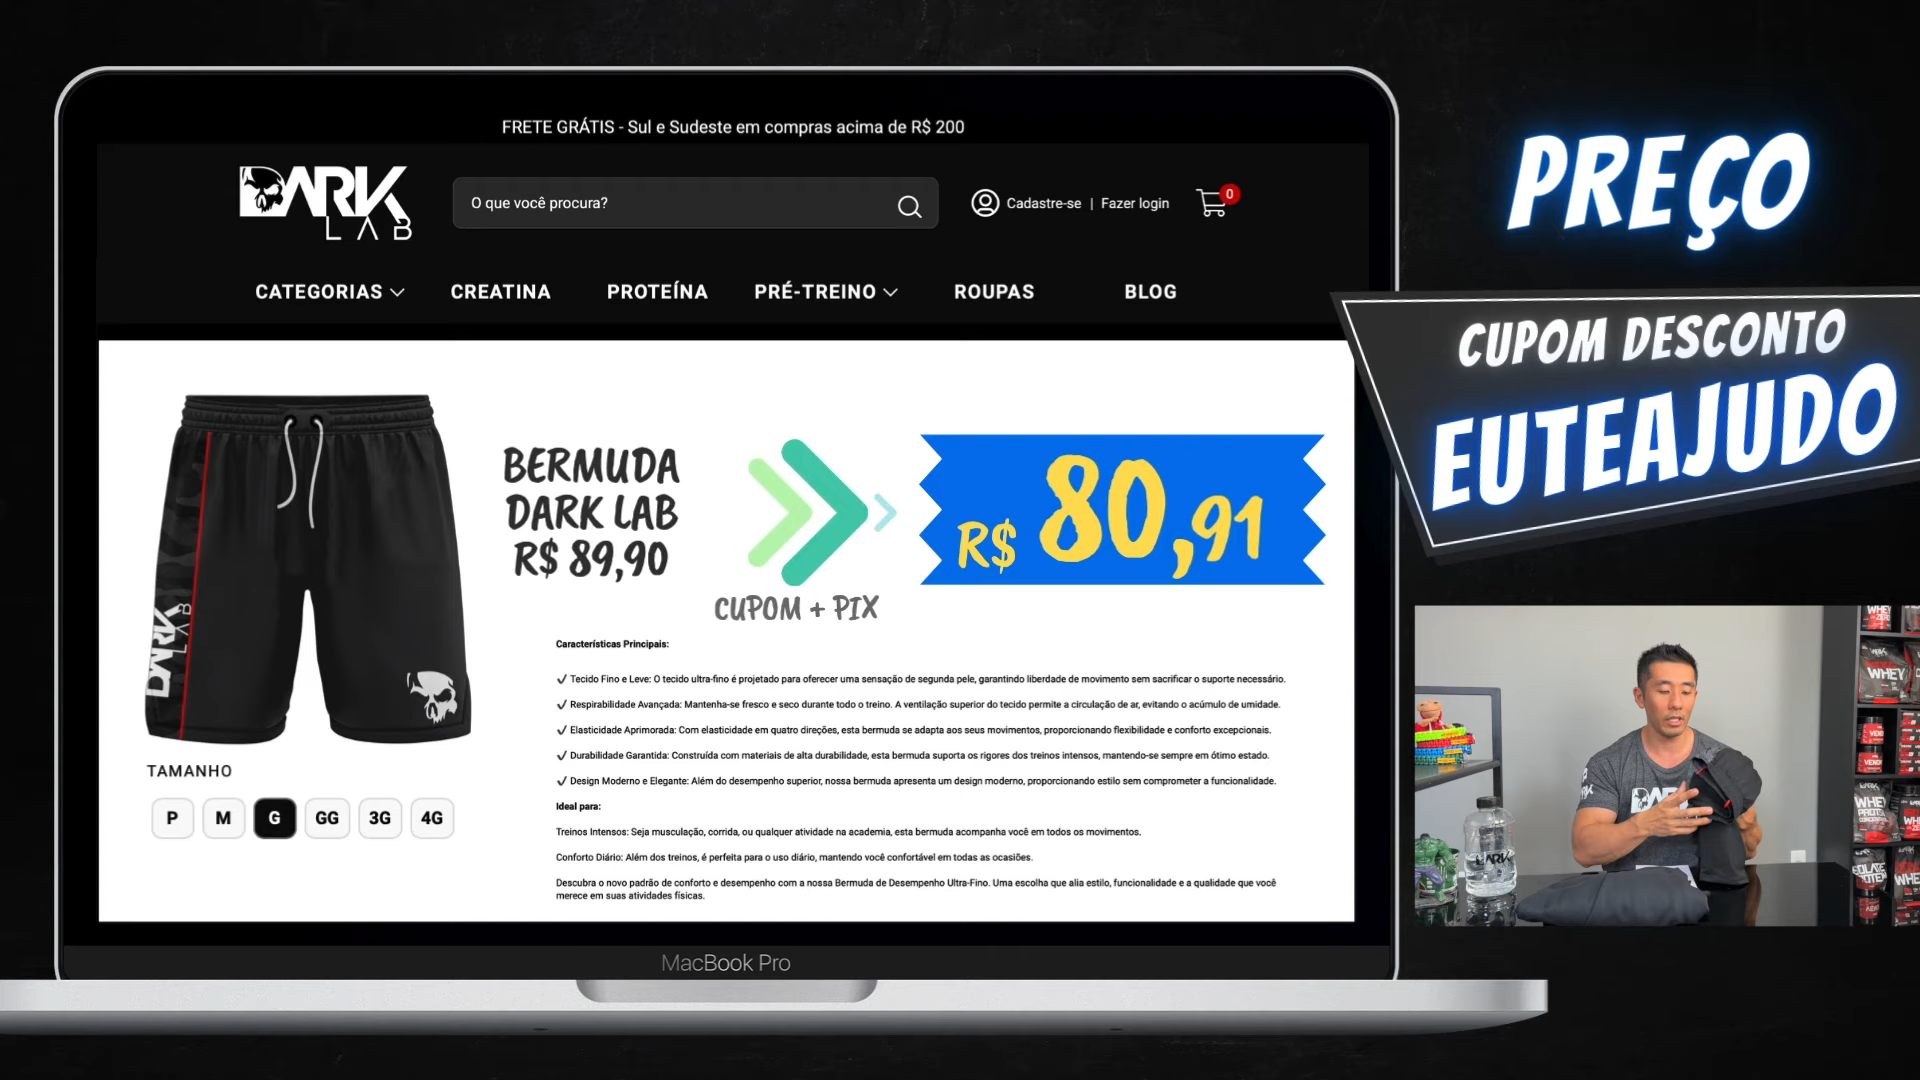 FRETE GRÁTIS - Sul e Sudeste em compras acima de R$ 200
DARK
LAB
O que você procura?
Cadastre-se | Fazer login
0
CATEGORIAS
CREATINA
PROTEÍNA
PRÉ-TREINO
ROUPAS
BLOG
PREÇO
CUPOM DESCONTO
EUTEAJUDO
BERMUDA
DARK LAB
R$ 89,90
CUPOM + PIX
R$ 80,91
DARK
LAB
TAMANHO
P
M
G
GG
3G
4G
Características Principais:
✓ Tecido Fino e Leve: O tecido ultra-fino é projetado para oferecer uma sensação de segunda pele, garantindo liberdade de movimento sem sacrificar o suporte necessário.
✓ Respirabilidade Avançada: Mantenha-se fresco e seco durante todo o treino. A ventilação superior do tecido permite a circulação de ar, evitando o acúmulo de umidade.
✓ Elasticidade Aprimorada: Com elasticidade em quatro direções, esta bermuda se adapta aos seus movimentos, proporcionando flexibilidade e conforto excepcionais.
✓ Durabilidade Garantida: Construída com materiais de alta durabilidade, esta bermuda suporta os rigores dos treinos intensos, mantendo-se sempre em ótimo estado.
✓ Design Moderno e Elegante: Além do desempenho superior, nossa bermuda apresenta um design moderno, proporcionando estilo sem comprometer a funcionalidade.
Ideal para:
Treinos Intensos: Seja musculação, corrida, ou qualquer atividade na academia, esta bermuda acompanha você em todos os movimentos.
Conforto Diário: Além dos treinos, é perfeita para o uso diário, mantendo você confortável em todas as ocasiões.
Descubra o novo padrão de conforto e desempenho com a nossa Bermuda de Desempenho Ultra-Fino. Uma escolha que alia estilo, funcionalidade e a qualidade que você
merece em suas atividades físicas.
MacBook Pro
WHEY
WHEY
DARK
DARK